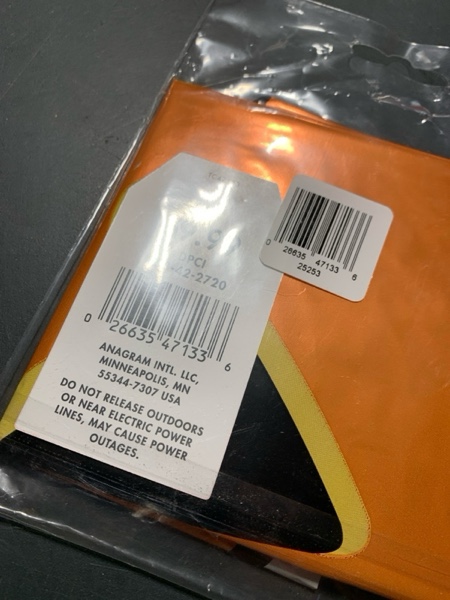 0 26635 47133 6
ANAGRAM INTL. LLC,
MINNEAPOLIS, MN
55344-7307 USA
DO NOT RELEASE OUTDOORS
OR NEAR ELECTRIC POWER
LINES, MAY CAUSE POWER
OUTAGES.
0 26635 47133 6
25253